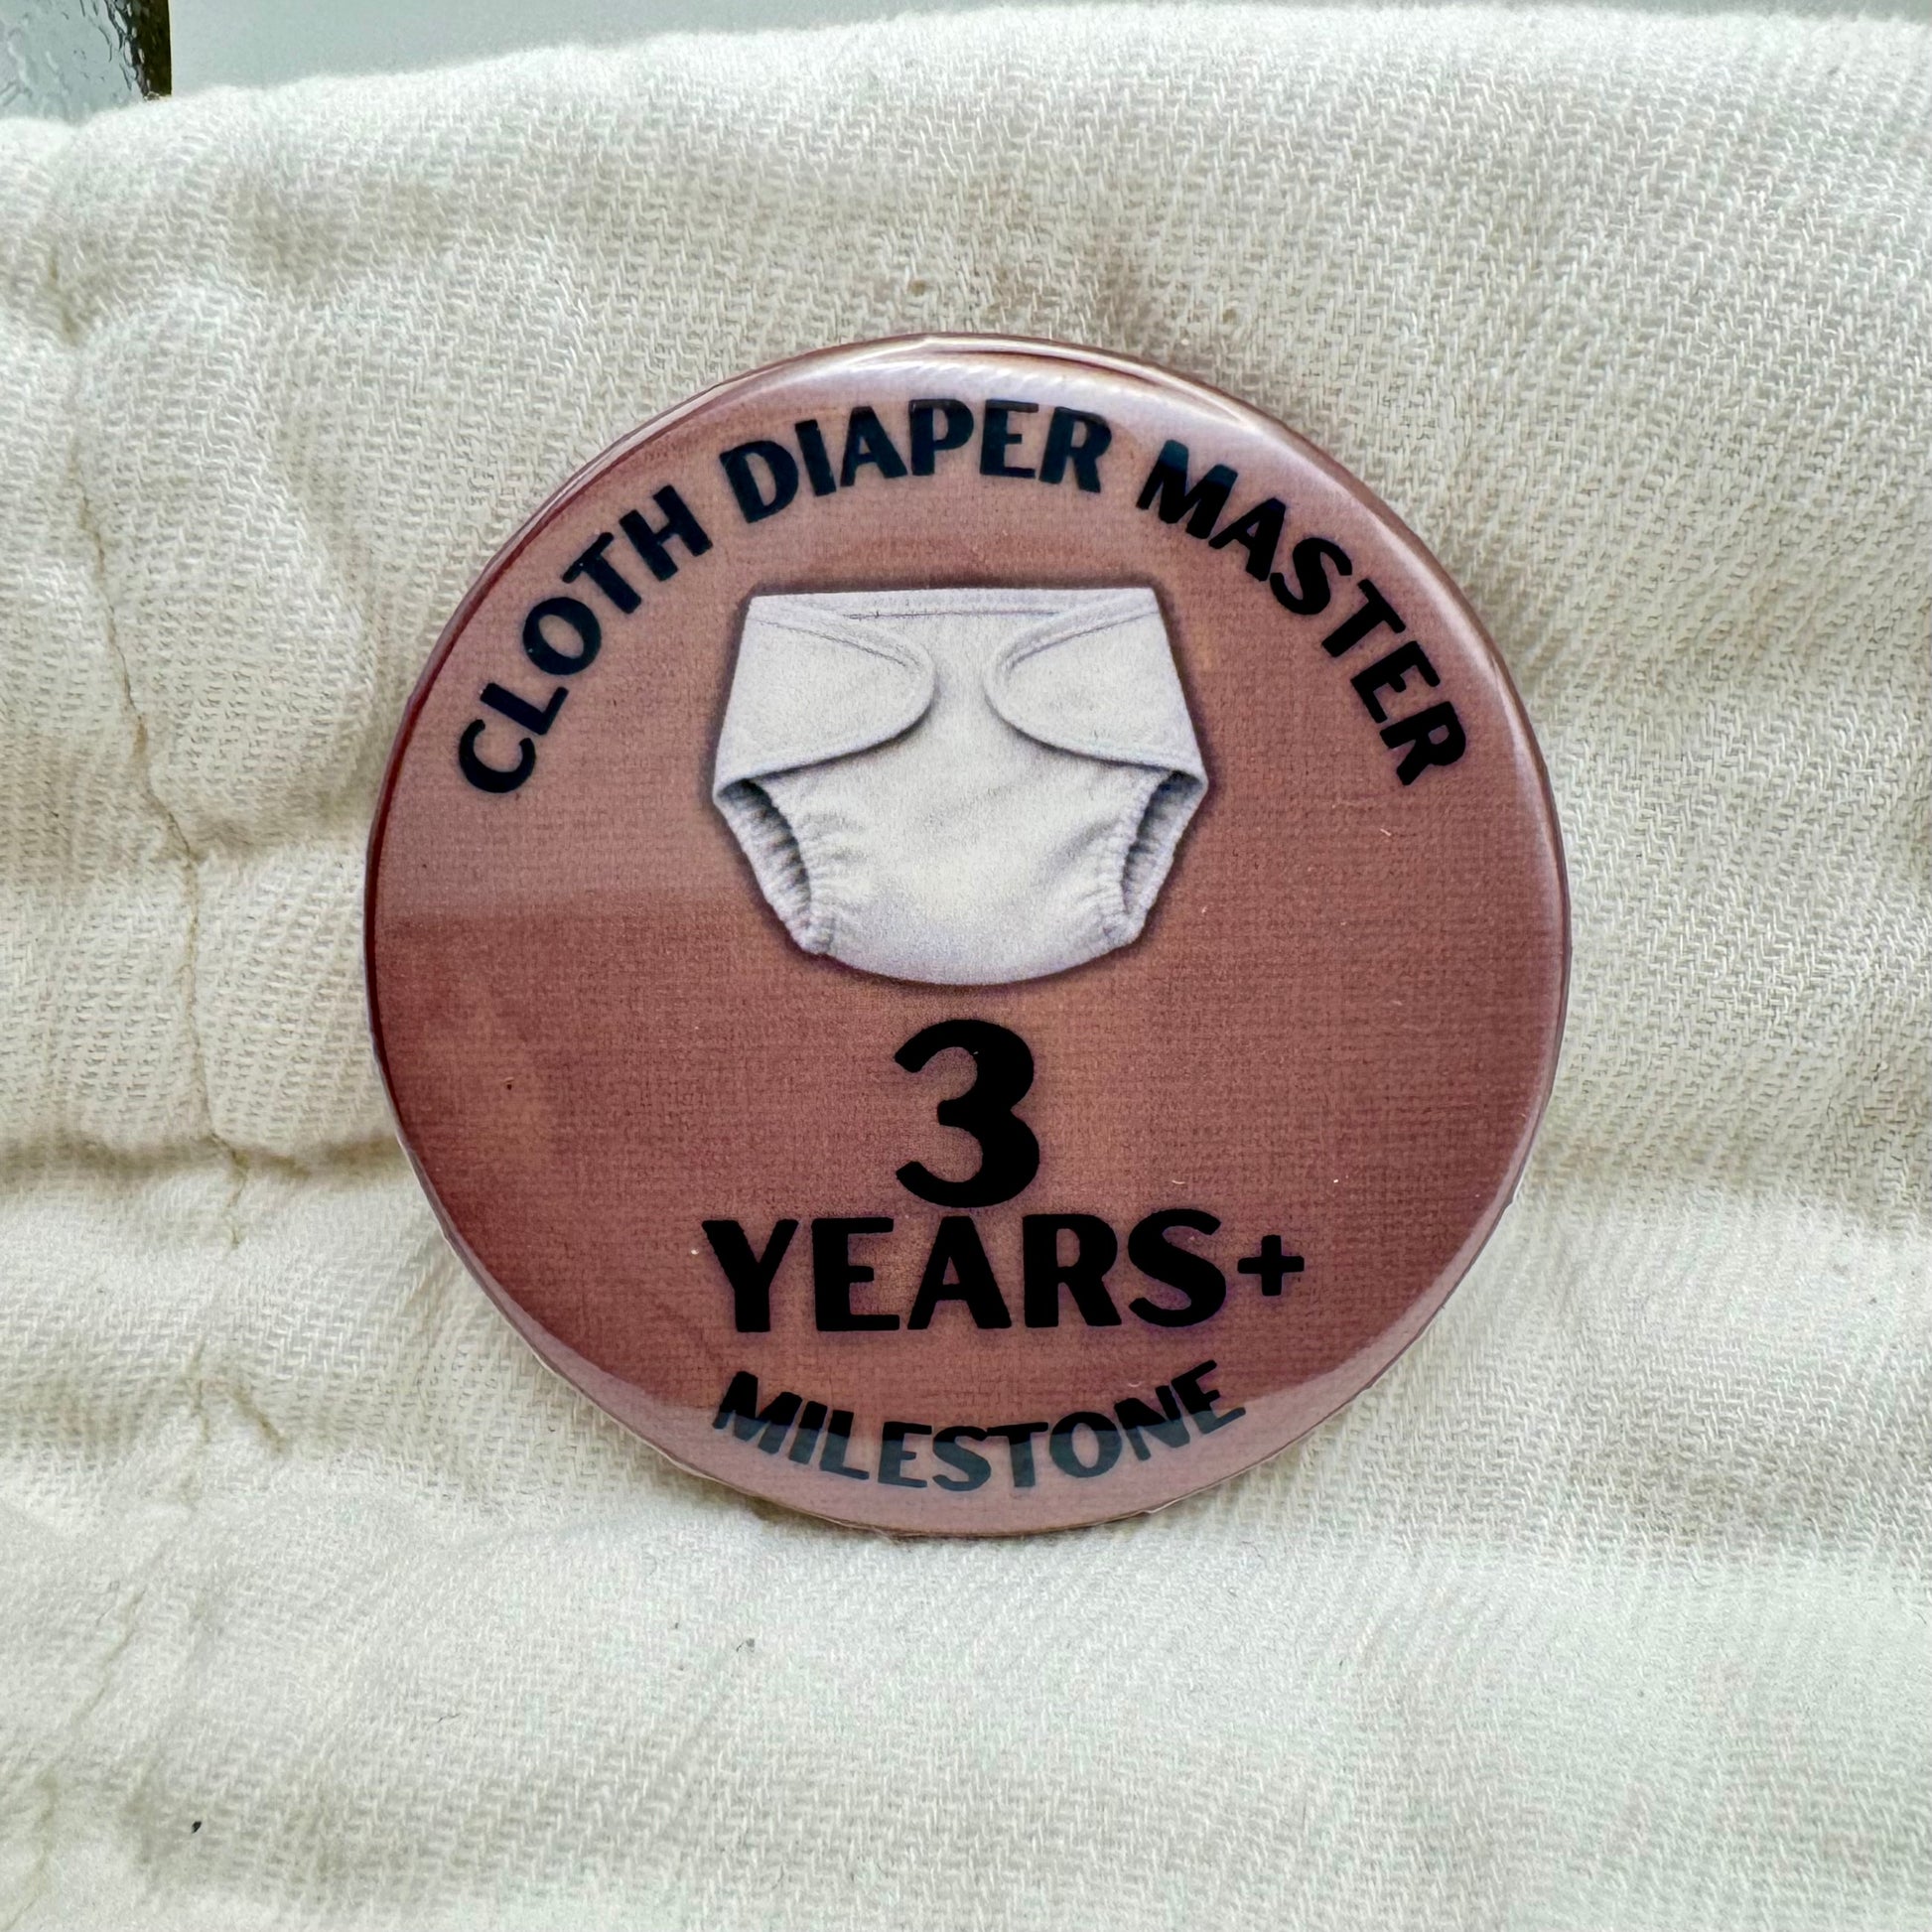 CLOTH DIAPER MASTER
3
YEARS+
MILESTONE